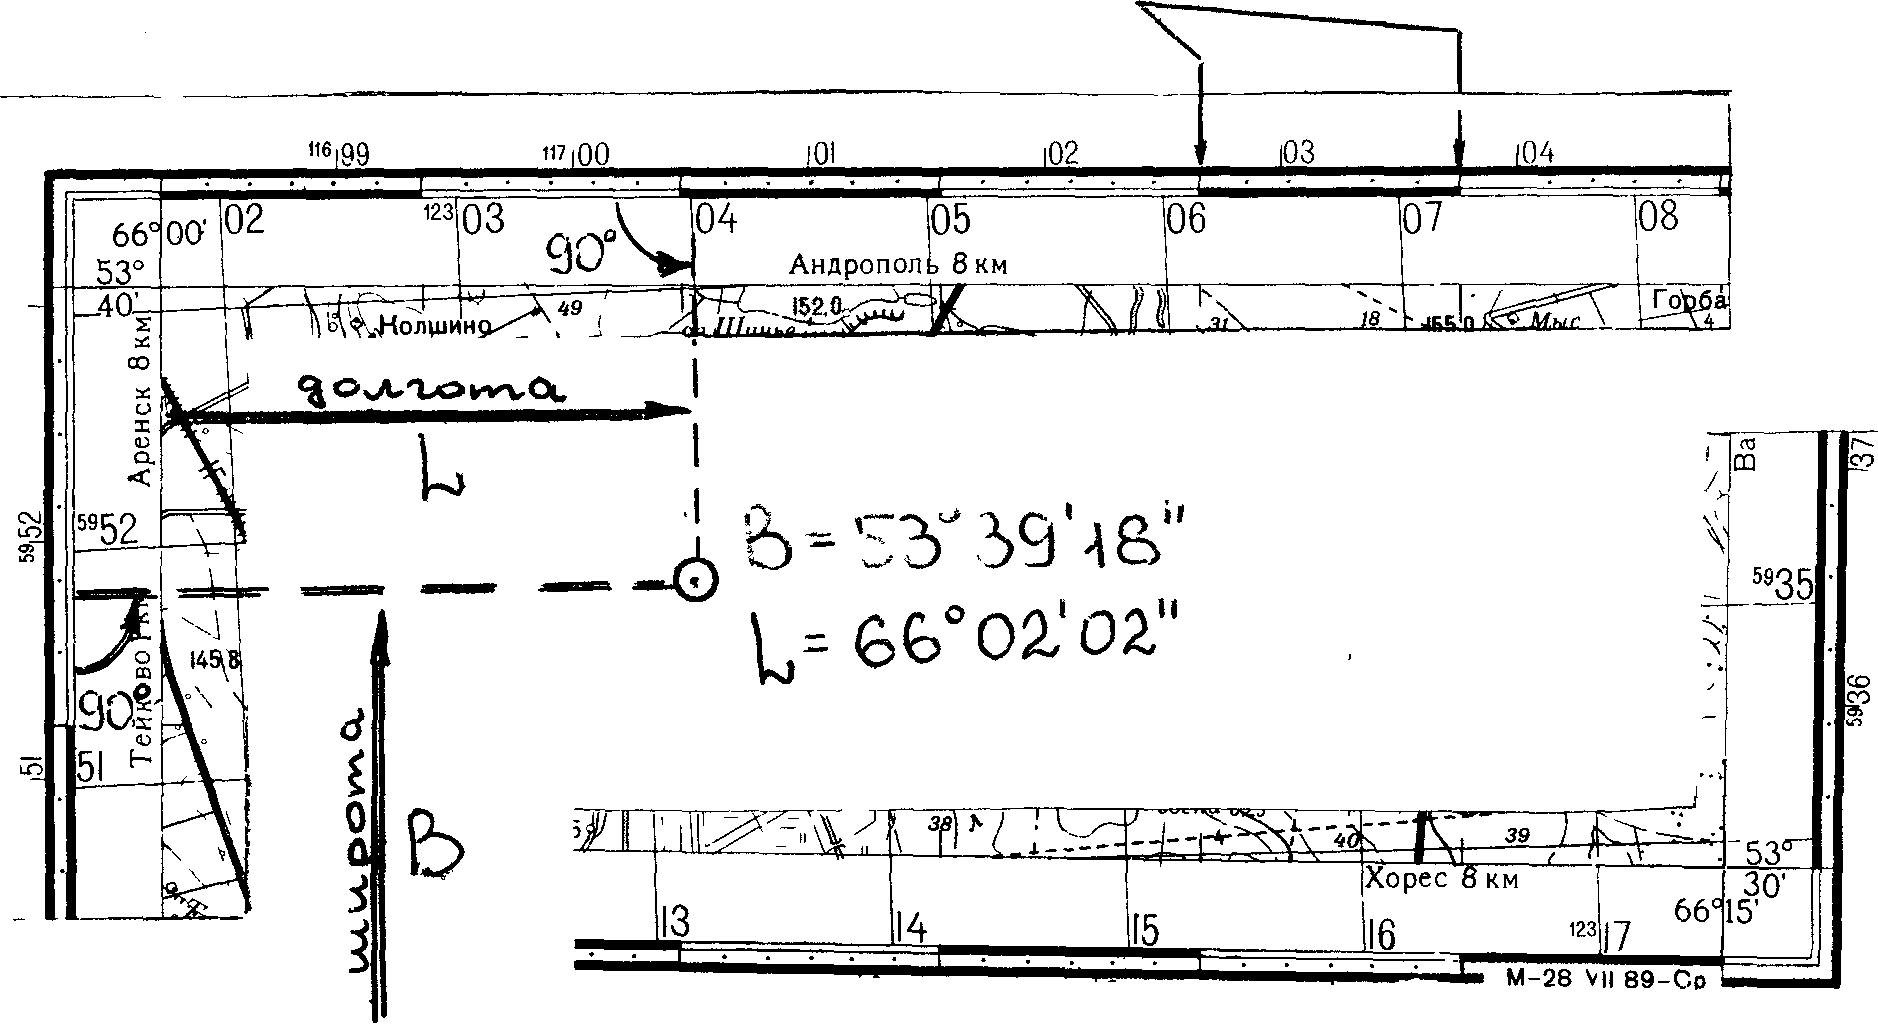 116 99 117 00 01 02 03 04
66°00' 02 123 03 04 05 06 07 08
90°
53°
Андрополь 8 км
40'
Колшино 49 152,0 31 18 155,0 Мыс Горба 4
долгота
Аренск 8 км
L
Ва
37
59 52
59 52
B = 53° 39' 18"
59 35
L = 66° 02' 02"
145,8
90°
Тейково
59 36
51
51
широта
B
38 40 39
53°
Хорес 8 км
30'
66°15'
13 14 15 16 123 17
М-28 VII 89-Ср